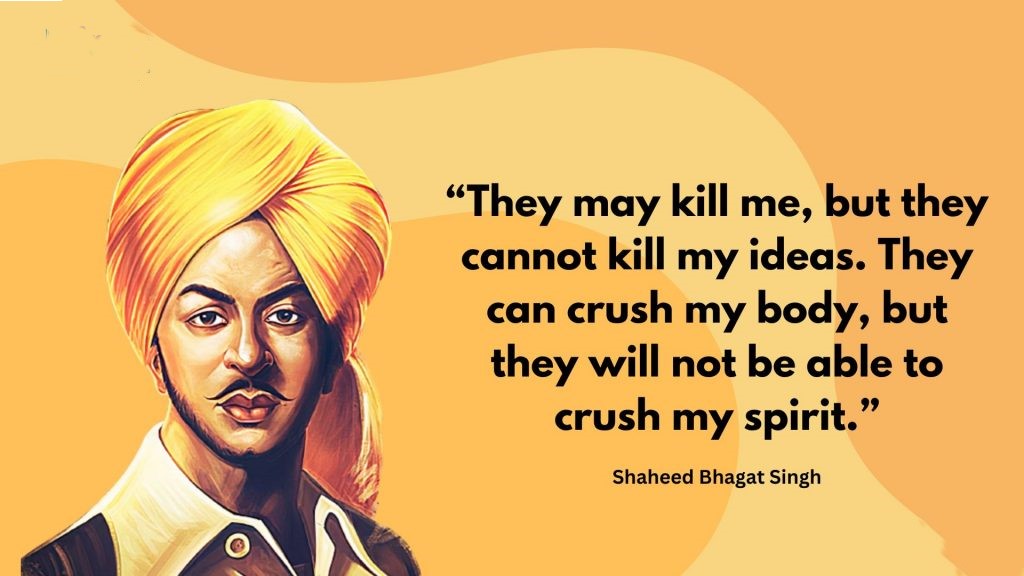 “They may kill me, but they
cannot kill my ideas. They
can crush my body, but
they will not be able to
crush my spirit.”
Shaheed Bhagat Singh